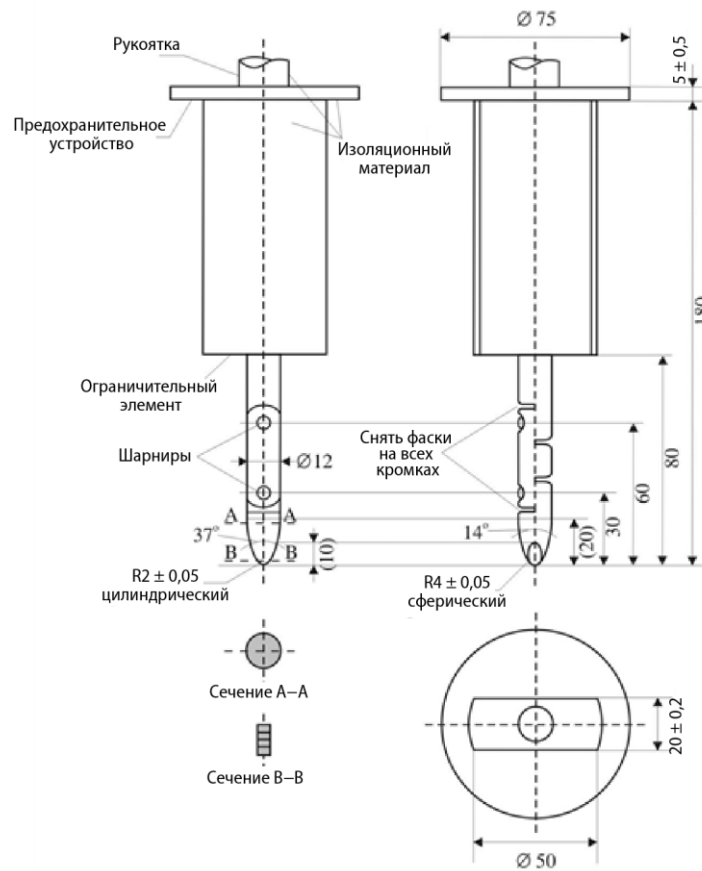 Ø 75
Рукоятка
5 ± 0,5
Предохранительное
устройство
Изоляционный
материал
180
Ограничительный
элемент
Шарниры
Ø 12
Снять фаски
на всех
кромках
80
60
30
(20)
A
A
37°
14°
B
B
(10)
R2 ± 0,05
цилиндрический
R4 ± 0,05
сферический
Сечение А–А
Сечение В–В
20 ± 0,2
Ø 50